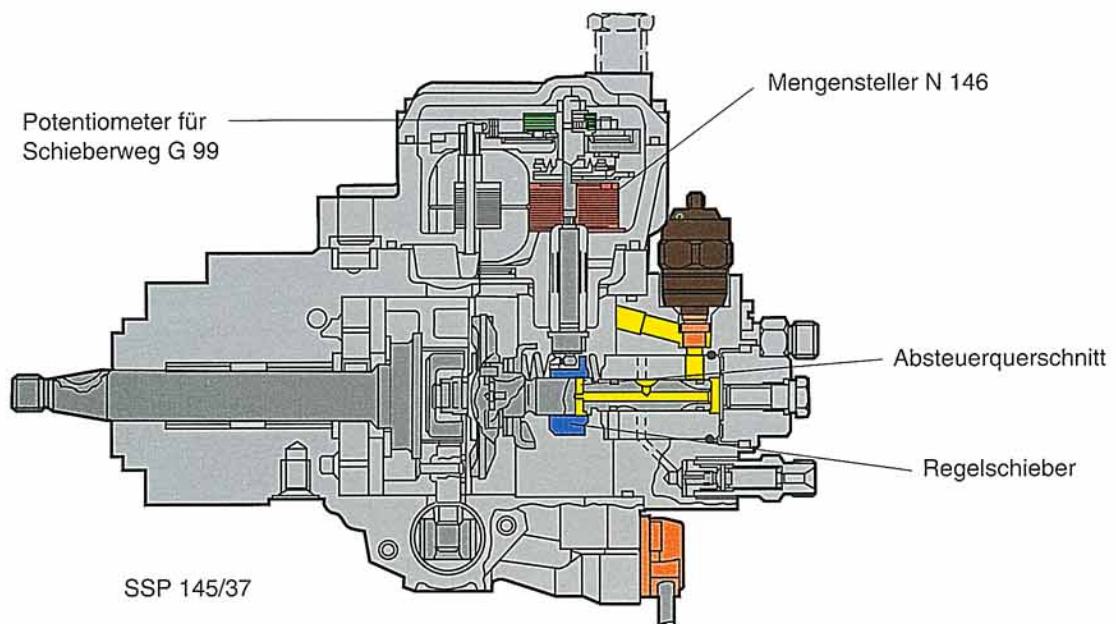 Mengensteller N 146
Potentiometer für
Schieberweg G 99
Absteuerquerschnitt
Regelschieber
SSP 145/37